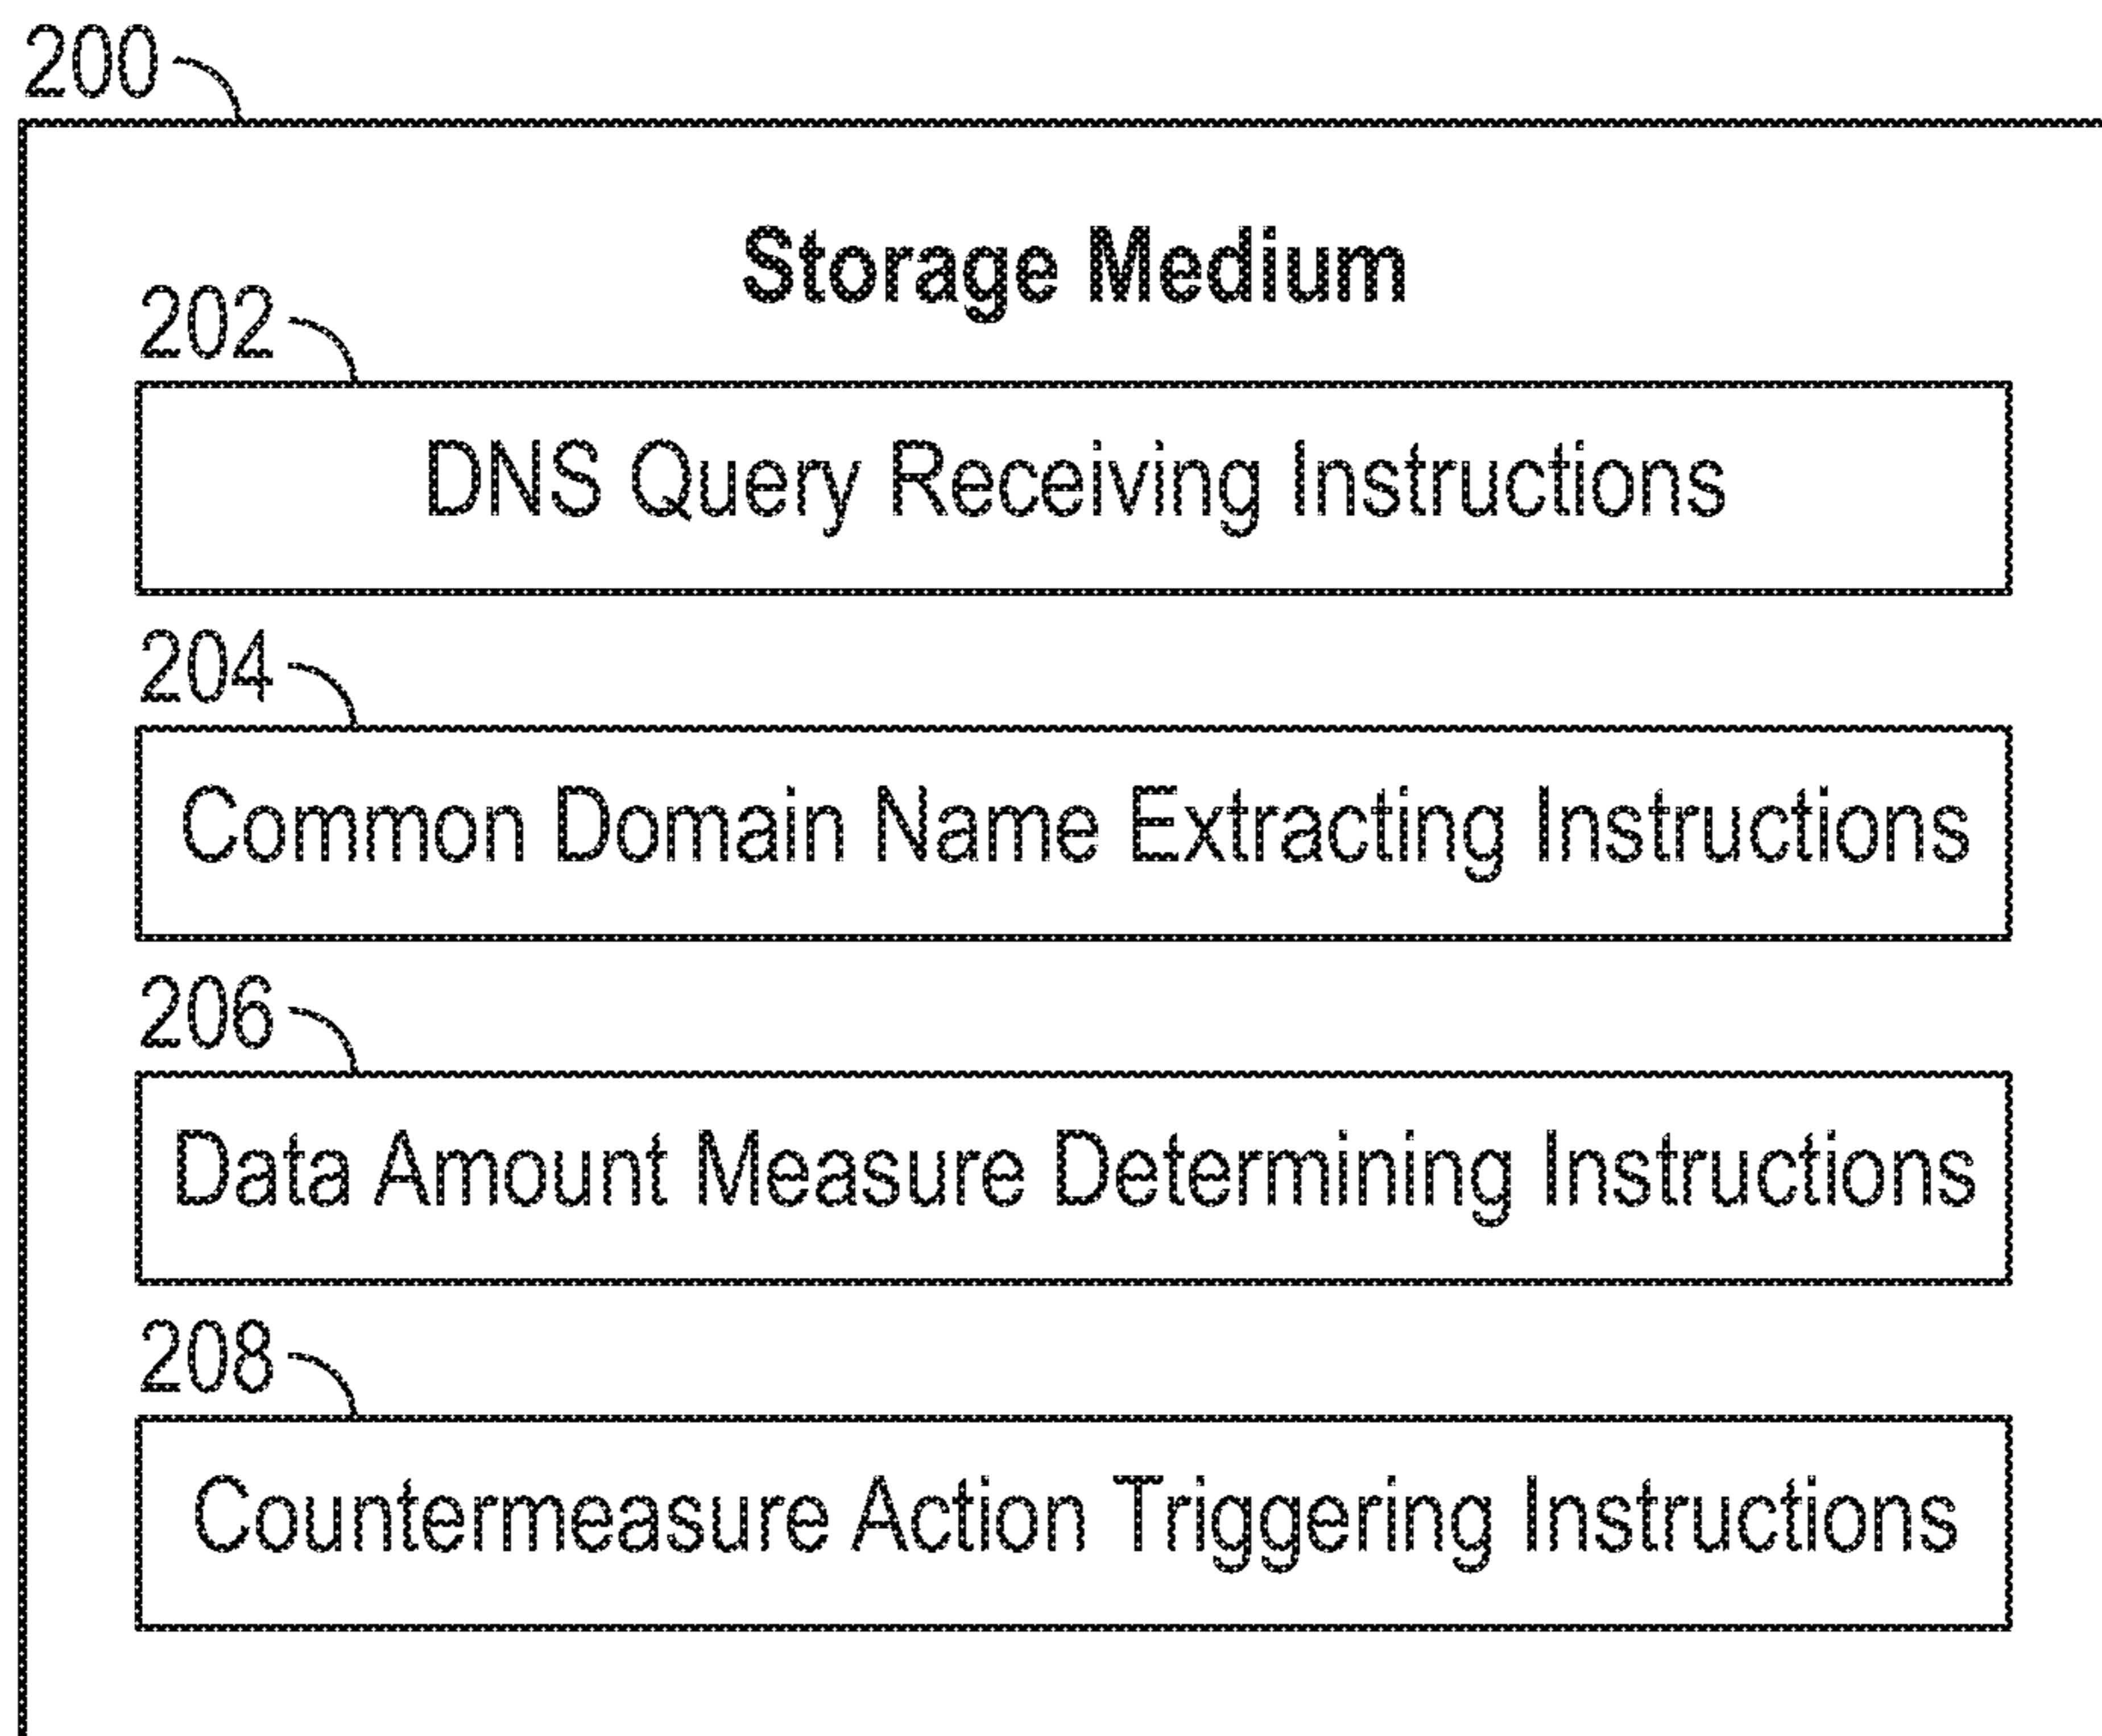 200
Storage Medium
202
DNS Query Receiving Instructions
204
Common Domain Name Extracting Instructions
206
Data Amount Measure Determining Instructions
208
Countermeasure Action Triggering Instructions